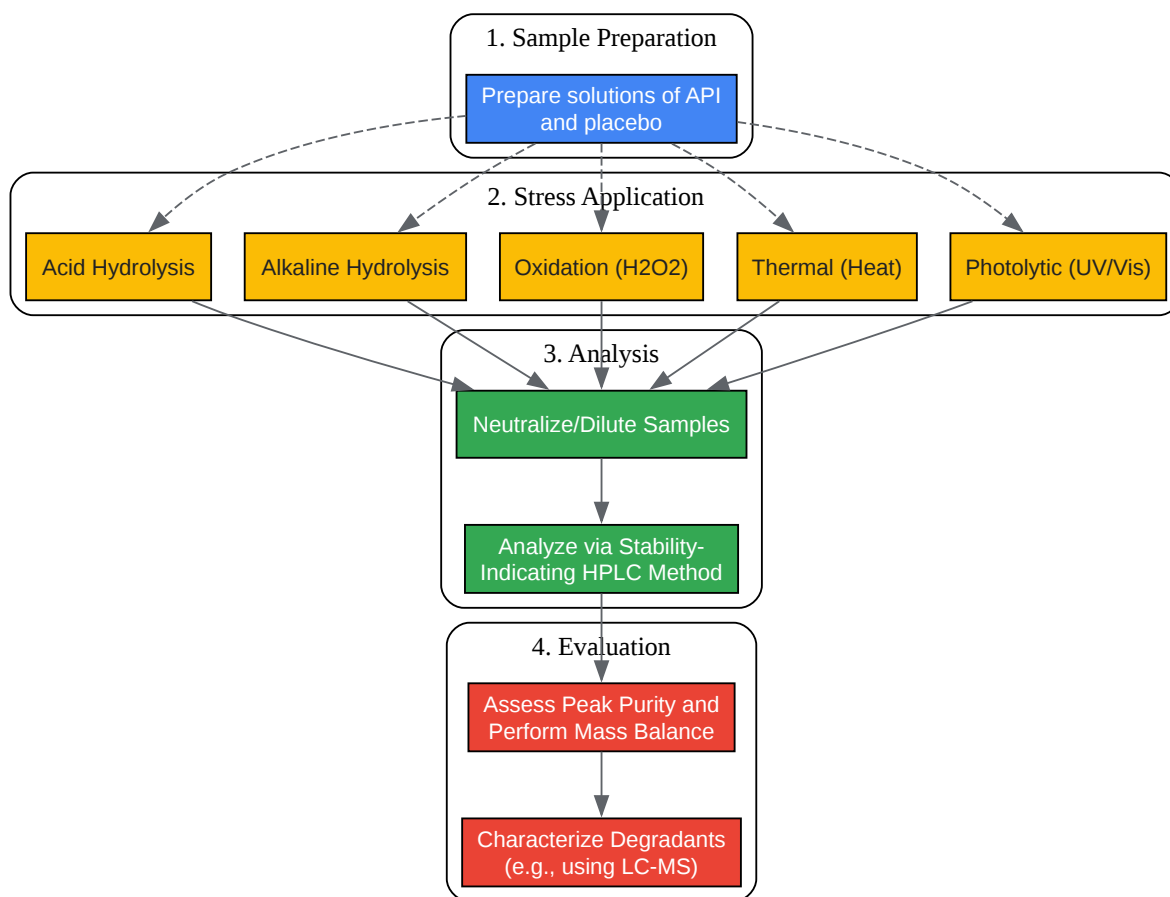 1. Sample Preparation
Prepare solutions of API
and placebo
2. Stress Application
Acid Hydrolysis
Alkaline Hydrolysis
Oxidation (H2O2)
Thermal (Heat)
Photolytic (UV/Vis)
3. Analysis
Neutralize/Dilute Samples
Analyze via Stability-
Indicating HPLC Method
4. Evaluation
Assess Peak Purity and
Perform Mass Balance
Characterize Degradants
(e.g., using LC-MS)